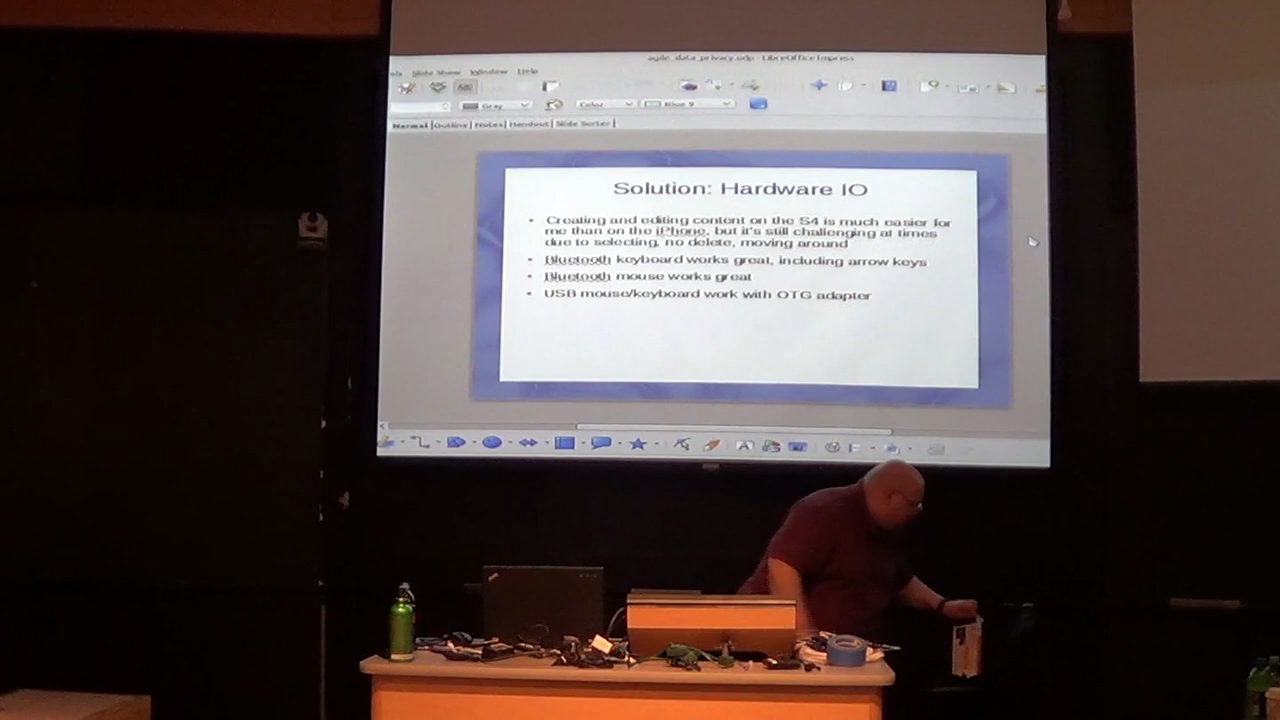 agile_data_privacy.odp - LibreOffice Impress
Slide Show Window Help
Gray Color Blue 9
Normal Outline Notes Handout Slide Sorter
Solution: Hardware IO
• Creating and editing content on the S4 is much easier for
me than on the iPhone, but it's still challenging at times
due to selecting, no delete, moving around
• Bluetooth keyboard works great, including arrow keys
• Bluetooth mouse works great
• USB mouse/keyboard work with OTG adapter